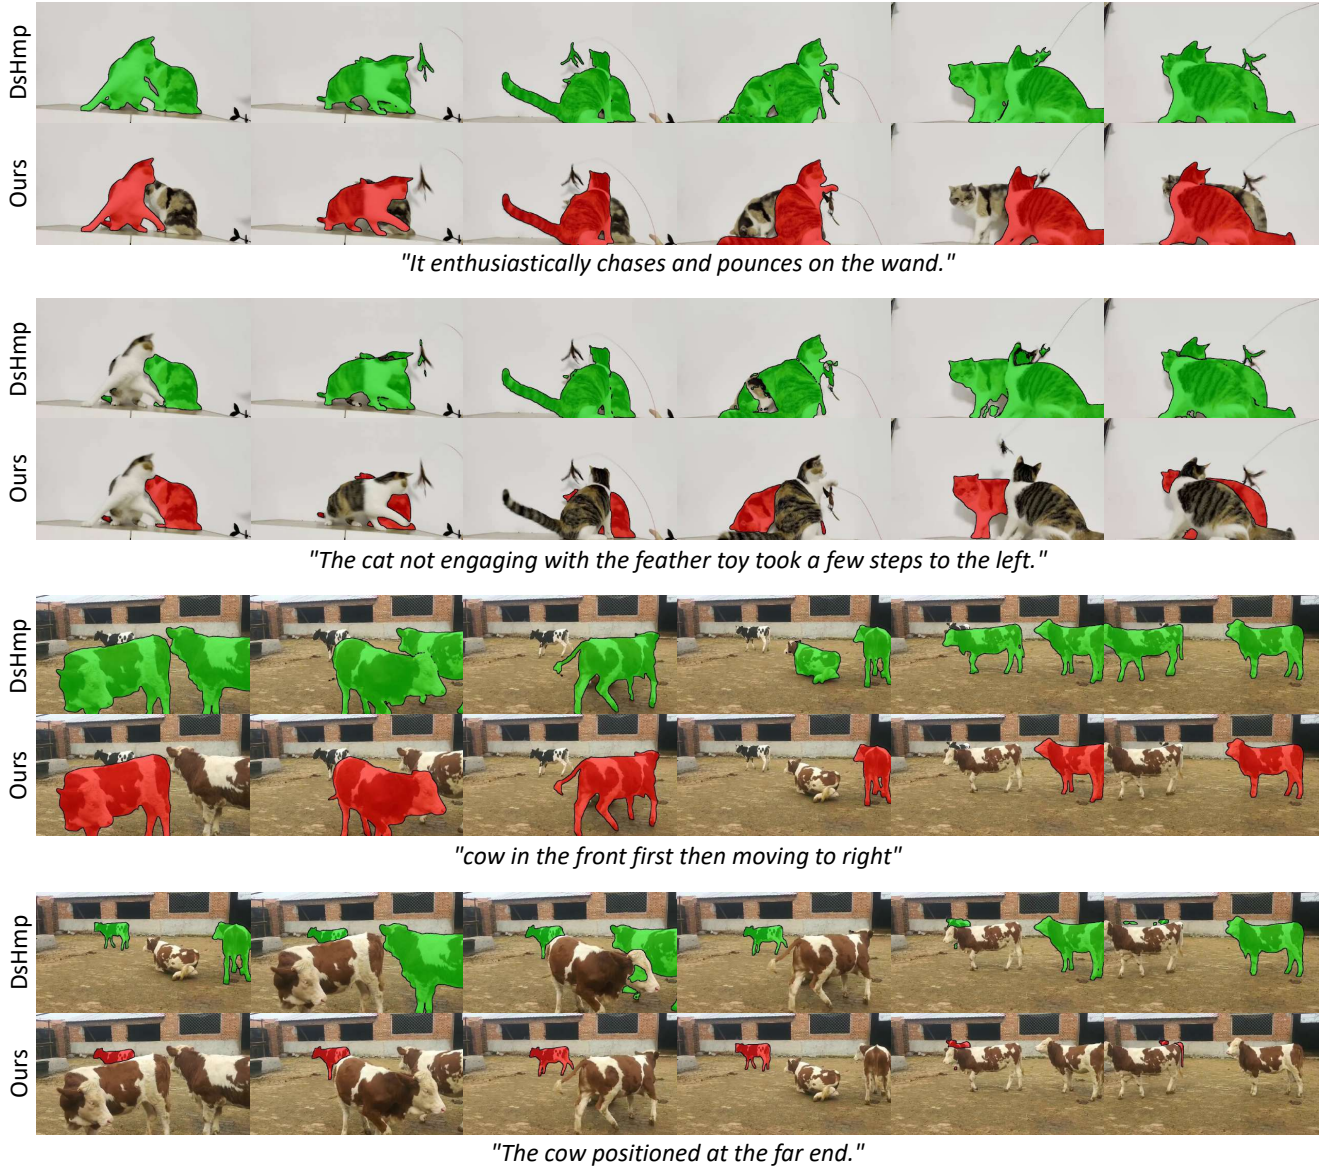 DsHmp
Ours
"It enthusiastically chases and pounces on the wand."
DsHmp
Ours
"The cat not engaging with the feather toy took a few steps to the left."
DsHmp
Ours
"cow in the front first then moving to right"
DsHmp
Ours
"The cow positioned at the far end."